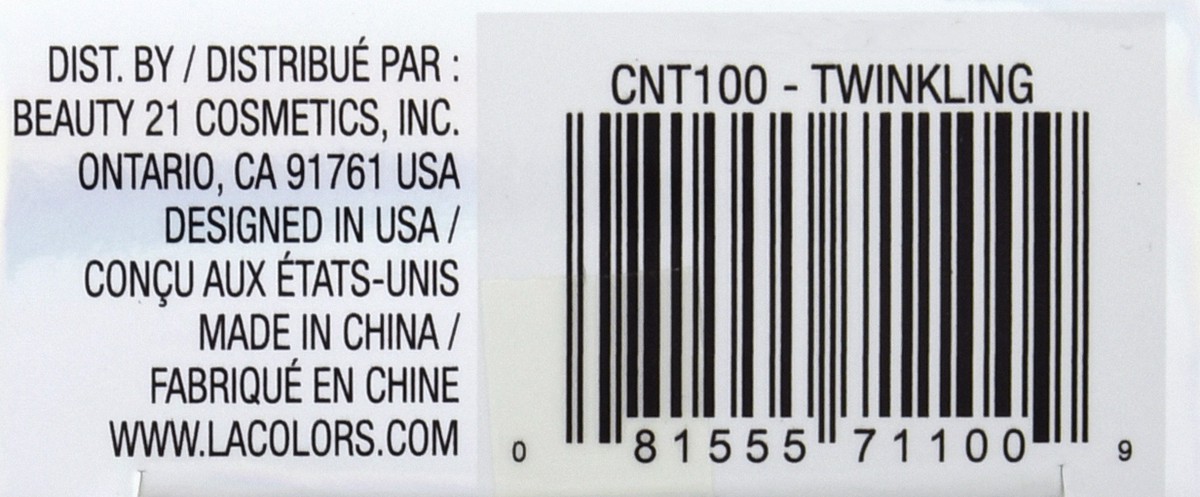 DIST. BY / DISTRIBUÉ PAR :
BEAUTY 21 COSMETICS, INC.
ONTARIO, CA 91761 USA
DESIGNED IN USA /
CONÇU AUX ÉTATS-UNIS
MADE IN CHINA /
FABRIQUÉ EN CHINE
WWW.LACOLORS.COM
CNT100 - TWINKLING
0 81555 71100 9